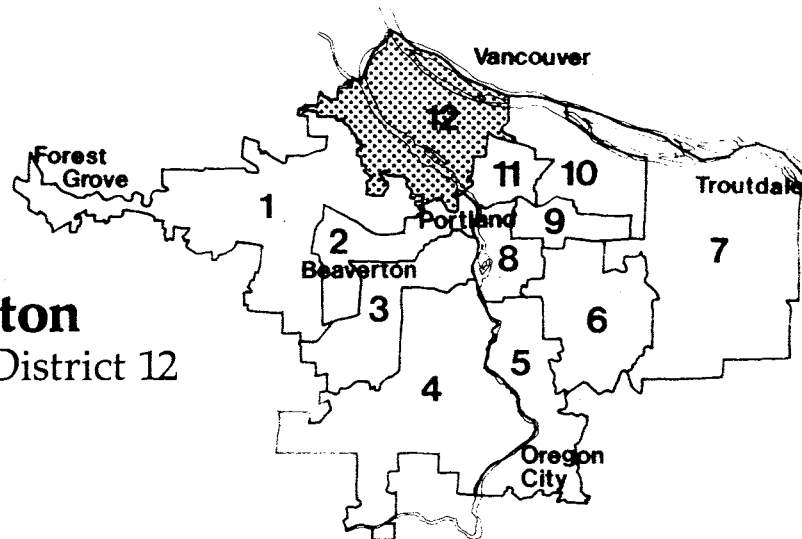 Vancouver
12
Forest
Grove
11
10
Troutdale
1
Portland
9
2
8
7
Beaverton
3
6
ton
District 12
5
4
Oregon
City